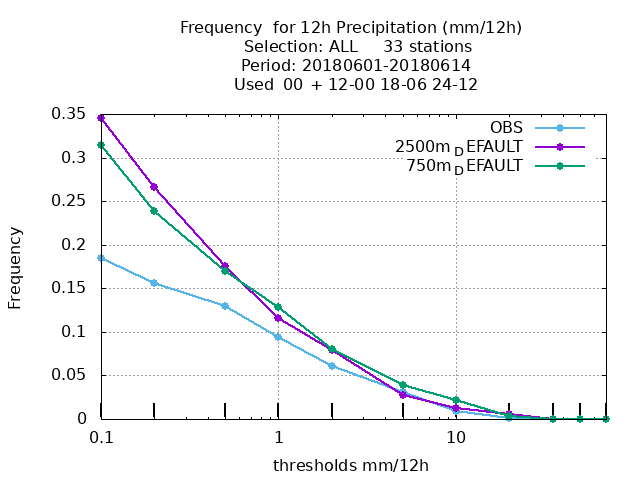 Frequency  for 12h Precipitation (mm/12h)
Selection: ALL     33 stations
Period: 20180601-20180614
Used  00  + 12-00 18-06 24-12
OBS
2500m_DEFAULT
750m_DEFAULT
Frequency
0.35
0.3
0.25
0.2
0.15
0.1
0.05
0
0.1 1 10
thresholds mm/12h